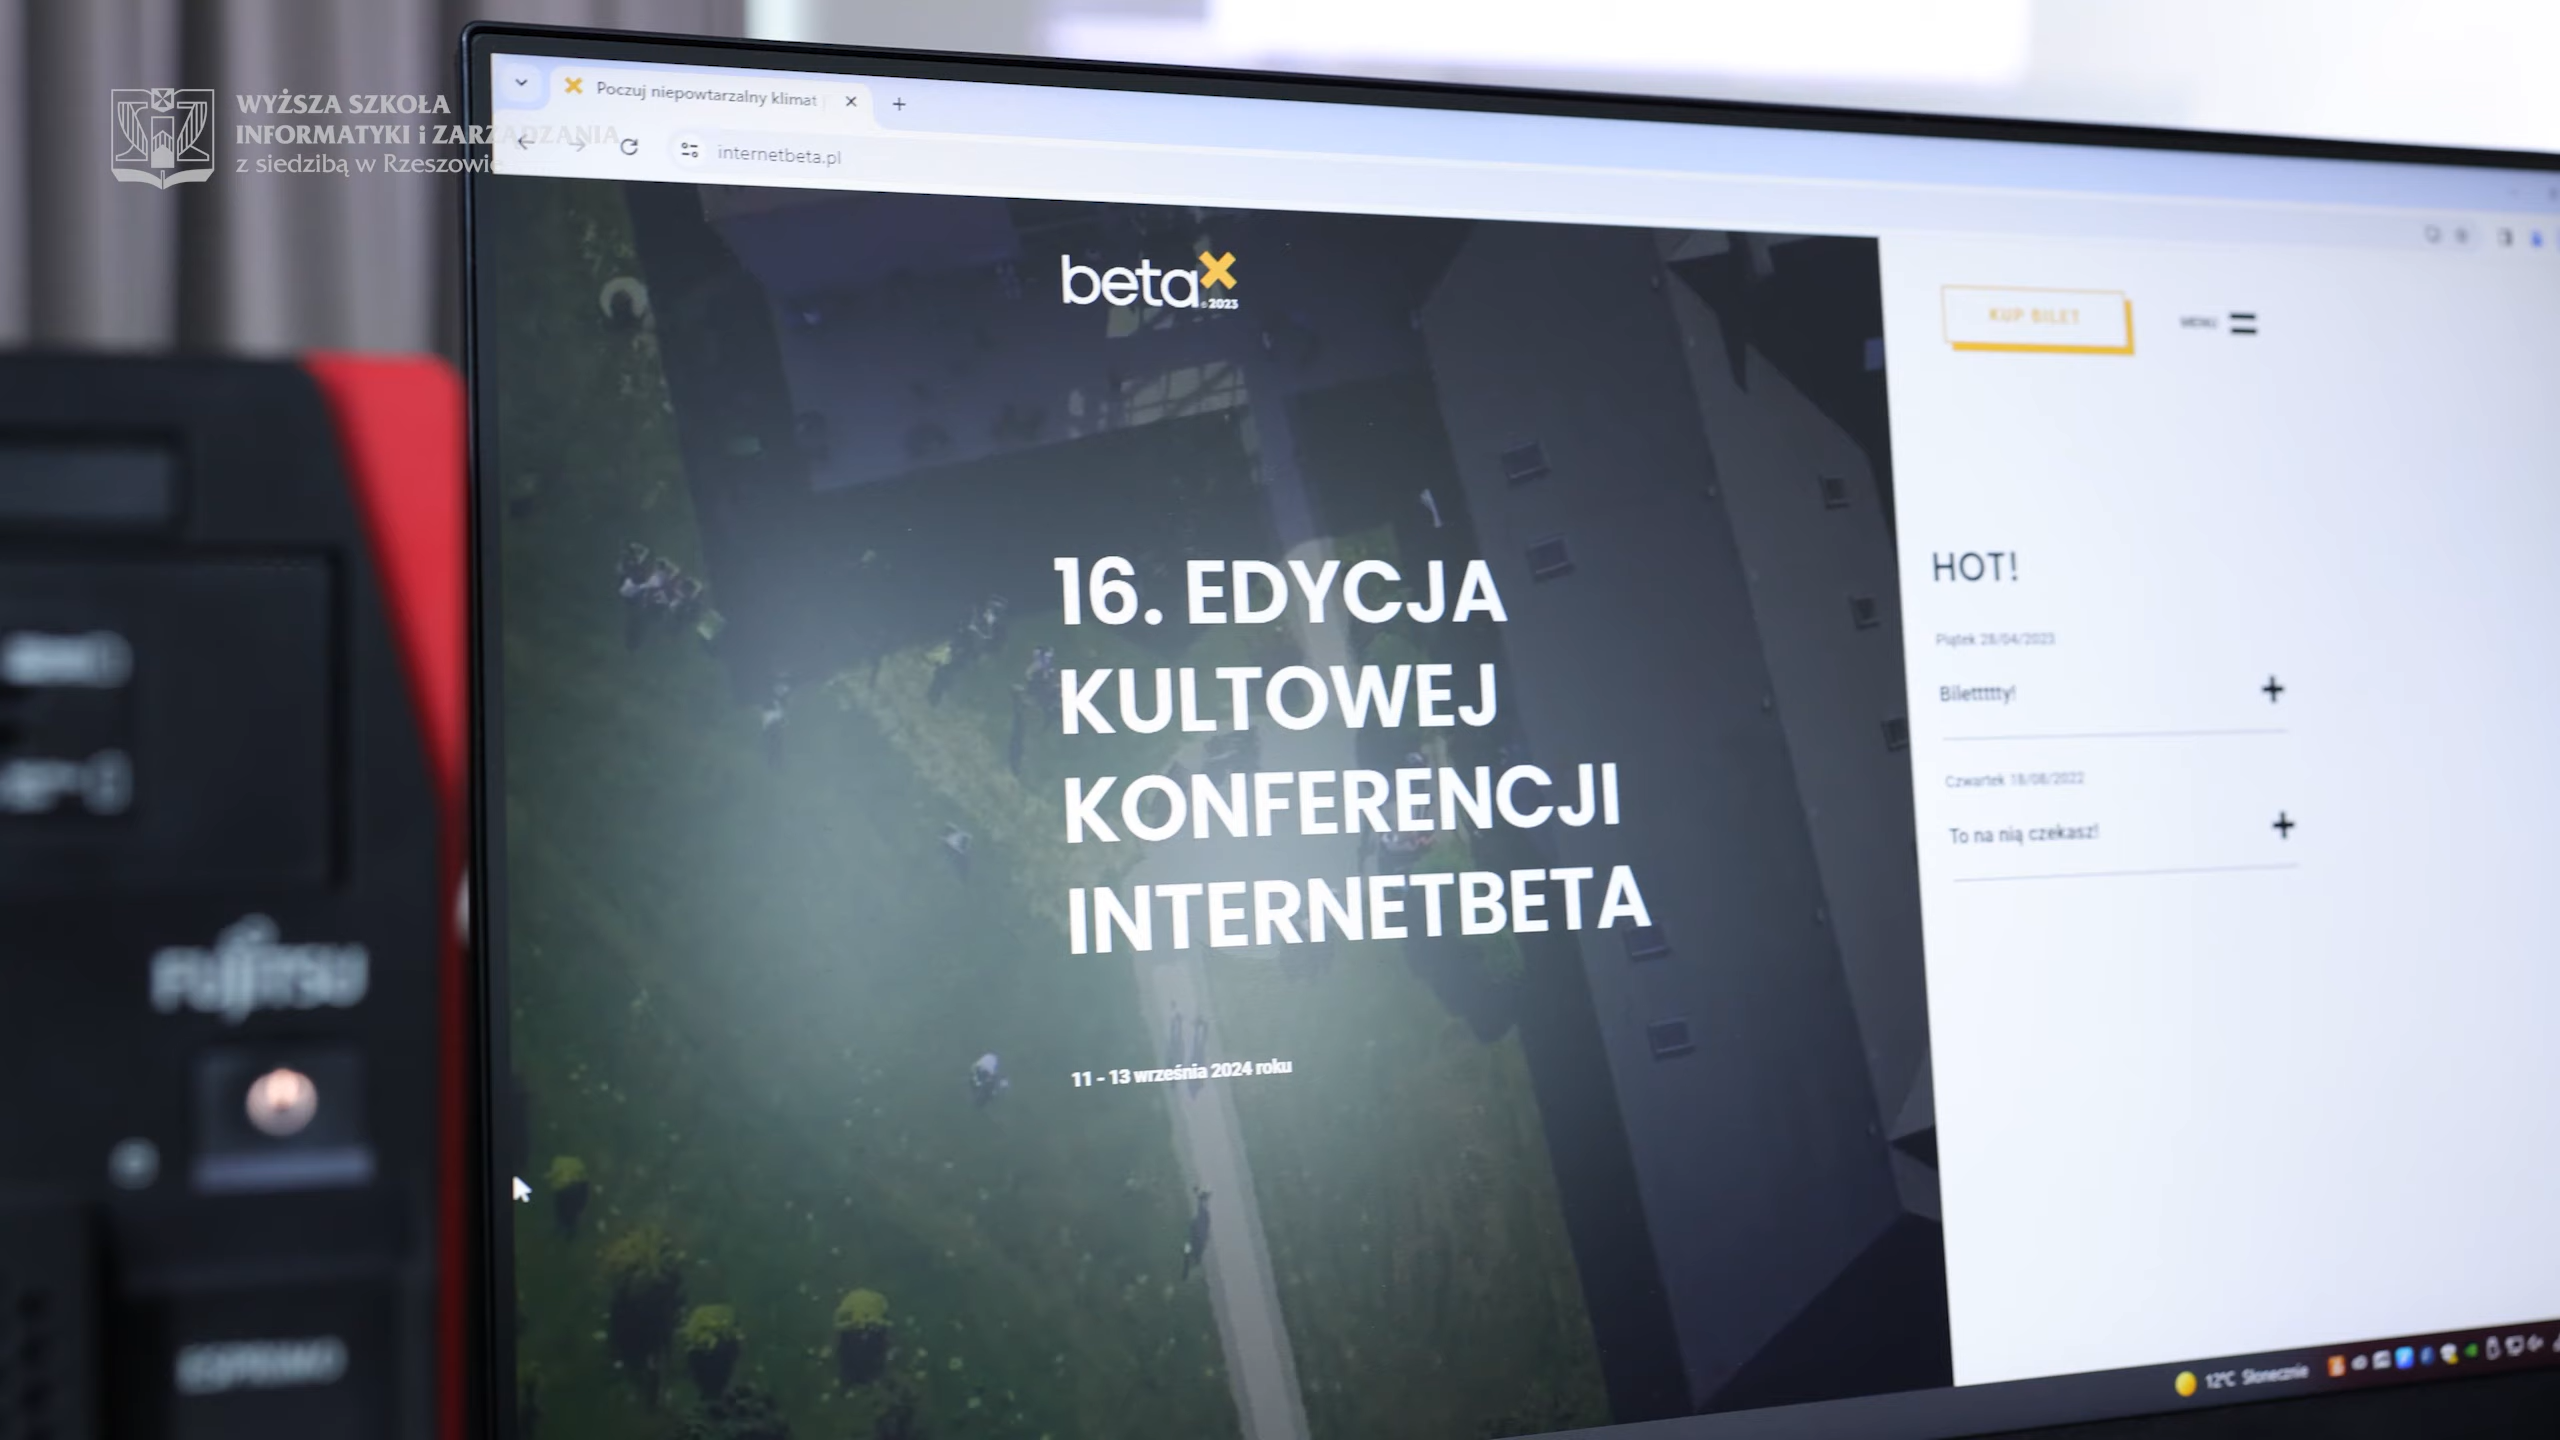 WYŻSZA SZKOŁA
INFORMATYKI i ZARZĄDZANIA
z siedzibą w Rzeszowie
Poczuj niepowtarzalny klimat
internetbeta.pl
beta
©2023
KUP BILET
MENU
16. EDYCJA
KULTOWEJ
KONFERENCJI
INTERNETBETA
11 - 13 września 2024 roku
HOT!
Piątek 28/04/2023
Biletttttty!
Czwartek 18/08/2022
To na nią czekasz!
FUJITSU
ESPRIMO
12°C Słonecznie